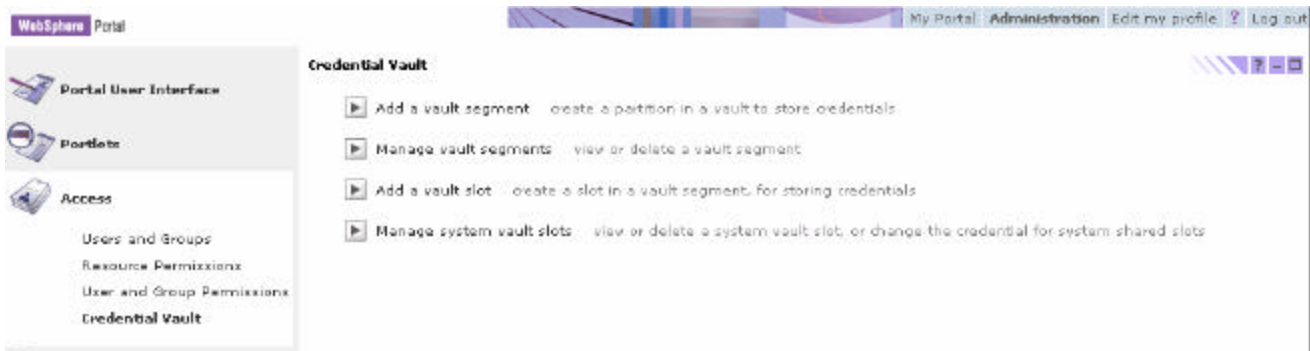 WebSphere Portal
My Portal Administration Edit my profile ? Log out
Portal User Interface
Portlets
Access
Users and Groups
Resource Permissions
User and Group Permissions
Credential Vault
Credential Vault
Add a vault segment create a partition in a vault to store credentials
Manage vault segments view or delete a vault segment
Add a vault slot create a slot in a vault segment, for storing credentials
Manage system vault slots view or delete a system vault slot, or change the credential for system shared slots